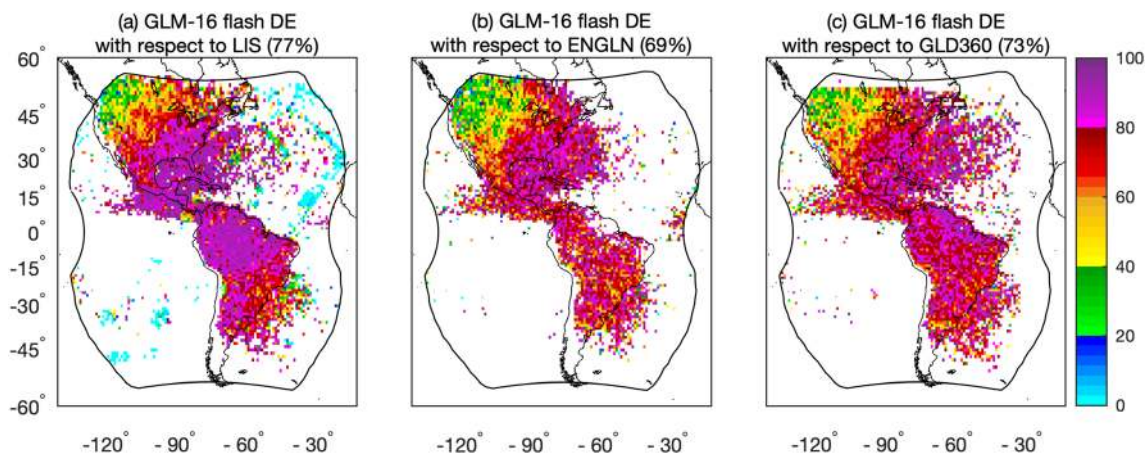 (a) GLM-16 flash DE
with respect to LIS (77%)
(b) GLM-16 flash DE
with respect to ENGLN (69%)
(c) GLM-16 flash DE
with respect to GLD360 (73%)
60°
45°
30°
15°
0°
-15°
-30°
-45°
-60°
-120° -90° -60° -30°
-120° -90° -60° -30°
-120° -90° -60° -30°
100
80
60
40
20
0